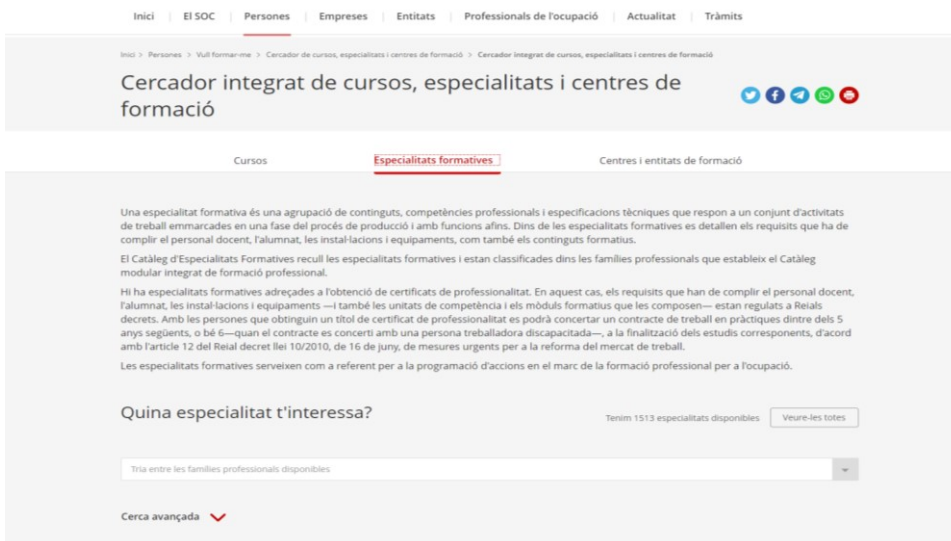 Inici El SOC Persones Empreses Entitats Professionals de l'ocupació Actualitat Tràmits
Inici > Persones > Vull formar-me > Cercador de cursos, especialitats i centres de formació > Cercador integrat de cursos, especialitats i centres de formació
Cercador integrat de cursos, especialitats i centres de
formació
Cursos Especialitats formatives Centres i entitats de formació
Una especialitat formativa és una agrupació de continguts, competències professionals i especificacions tècniques que respon a un conjunt d'activitats
de treball emmarcades en una fase del procés de producció i amb funcions afins. Dins de les especialitats formatives es detallen els requisits que ha de
complir el personal docent, l'alumnat, les instal·lacions i equipaments, com també els continguts formatius.
El Catàleg d'Especialitats Formatives recull les especialitats formatives i estan classificades dins les famílies professionals que estableix el Catàleg
modular integrat de formació professional.
Hi ha especialitats formatives adreçades a l'obtenció de certificats de professionalitat. En aquest cas, els requisits que han de complir el personal docent,
l'alumnat, les instal·lacions i equipaments —i també les unitats de competència i els mòduls formatius que les composen— estan regulats a Reials
decrets. Amb les persones que obtinguin un títol de certificat de professionalitat es podrà concertar un contracte de treball en pràctiques dintre dels 5
anys següents, o bé 6—quan el contracte es concerti amb una persona treballadora discapacitada—, a la finalització dels estudis corresponents, d'acord
amb l'article 12 del Reial decret llei 10/2010, de 16 de juny, de mesures urgents per a la reforma del mercat de treball.
Les especialitats formatives serveixen com a referent per a la programació d'accions en el marc de la formació professional per a l'ocupació.
Quina especialitat t'interessa?
Tenim 1513 especialitats disponibles Veure-les totes
Tria entre les famílies professionals disponibles
Cerca avançada